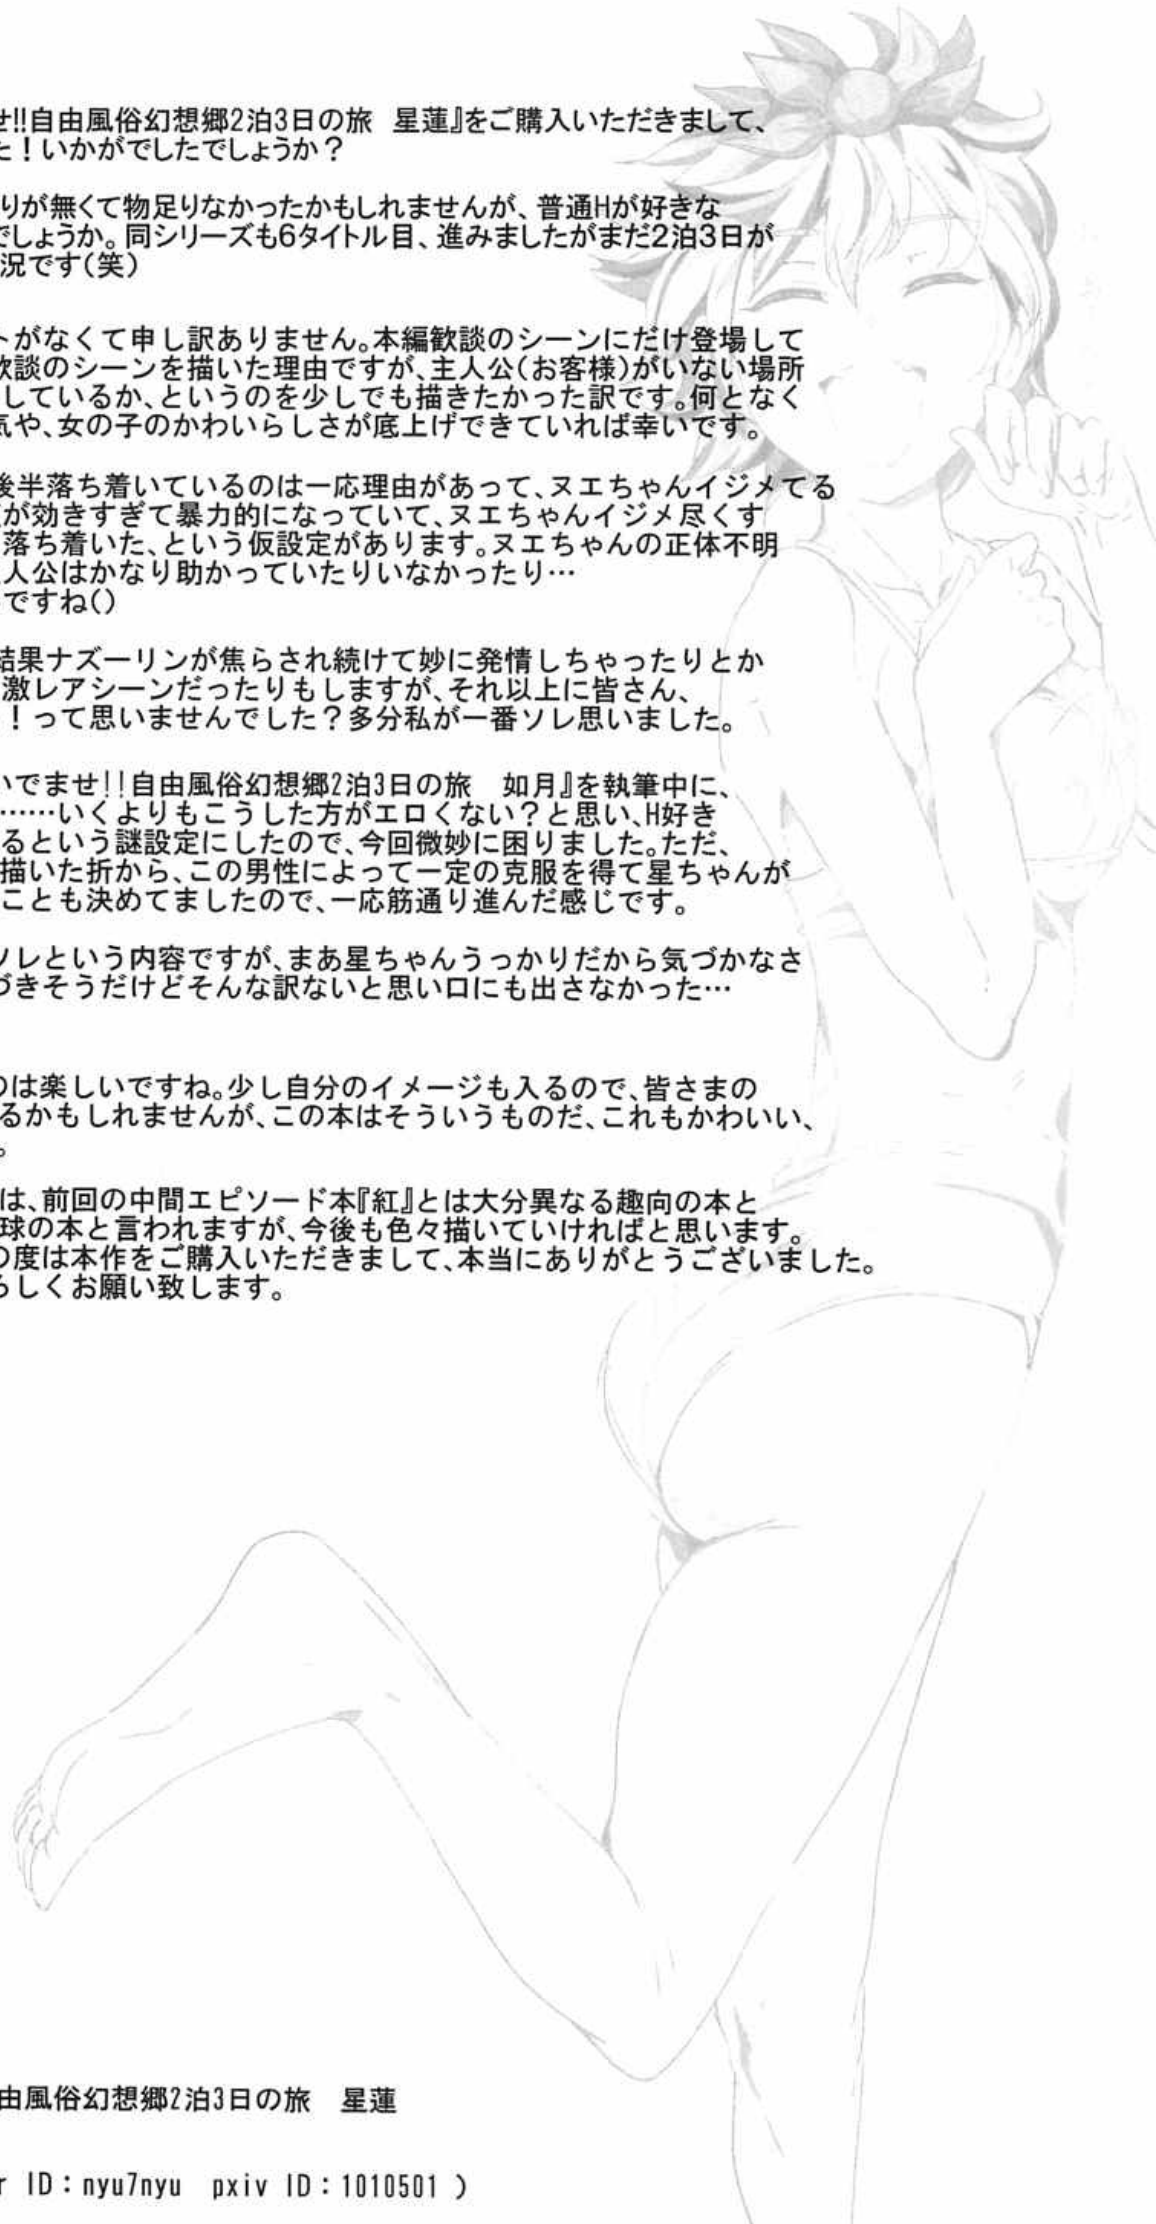 せ!!自由風俗幻想郷2泊3日の旅 星蓮』をご購入いただきまして、
た！いかがでしたでしょうか？
りが無くて物足りなかったかもしれませんが、普通Hが好きな
でしょうか。同シリーズも6タイトル目、進みましたがまだ2泊3日が
況です(笑)
トがなくて申し訳ありません。本編歓談のシーンにだけ登場して
歓談のシーンを描いた理由ですが、主人公(お客様)がいない場所
しているか、というのを少しでも描きたかった訳です。何となく
気や、女の子のかわいらしさが底上げできていれば幸いです。
後半落ち着いているのは一応理由があって、ヌエちゃんイジメてる
が効きすぎて暴力的になっていて、ヌエちゃんイジメ尽くす
落ち着いた、という仮設定があります。ヌエちゃんの正体不明
人公はかなり助かっていたりいなかったり…
ですね()
結果ナズーリンが焦らされ続けて妙に発情しちゃったりとか
激レアシーンだったりもしますが、それ以上に皆さん、
！って思いませんでした？多分私が一番ソレ思いました。
いでませ!!自由風俗幻想郷2泊3日の旅　如月』を執筆中に、
……いくよりもこうした方がエロくない？と思い、H好き
るという謎設定にしたので、今回微妙に困りました。ただ、
描いた折から、この男性によって一定の克服を得て星ちゃんが
ことも決めてましたので、一応筋通り進んだ感じです。
ソレという内容ですが、まあ星ちゃんうっかりだから気づかなさ
づきそうだけどそんな訳ないと思い口にも出さなかった…
のは楽しいですね。少し自分のイメージも入るので、皆さまの
るかもしれませんが、この本はそういうものだ、これもかわいい、
。
は、前回の中間エピソード本『紅』とは大分異なる趣向の本と
球の本と言われますが、今後も色々描いていければと思います。
の度は本作をご購入いただきまして、本当にありがとうございました。
ろしくお願い致します。
由風俗幻想郷2泊3日の旅　星蓮
r ID：nyu7nyu　pxiv ID：1010501 )